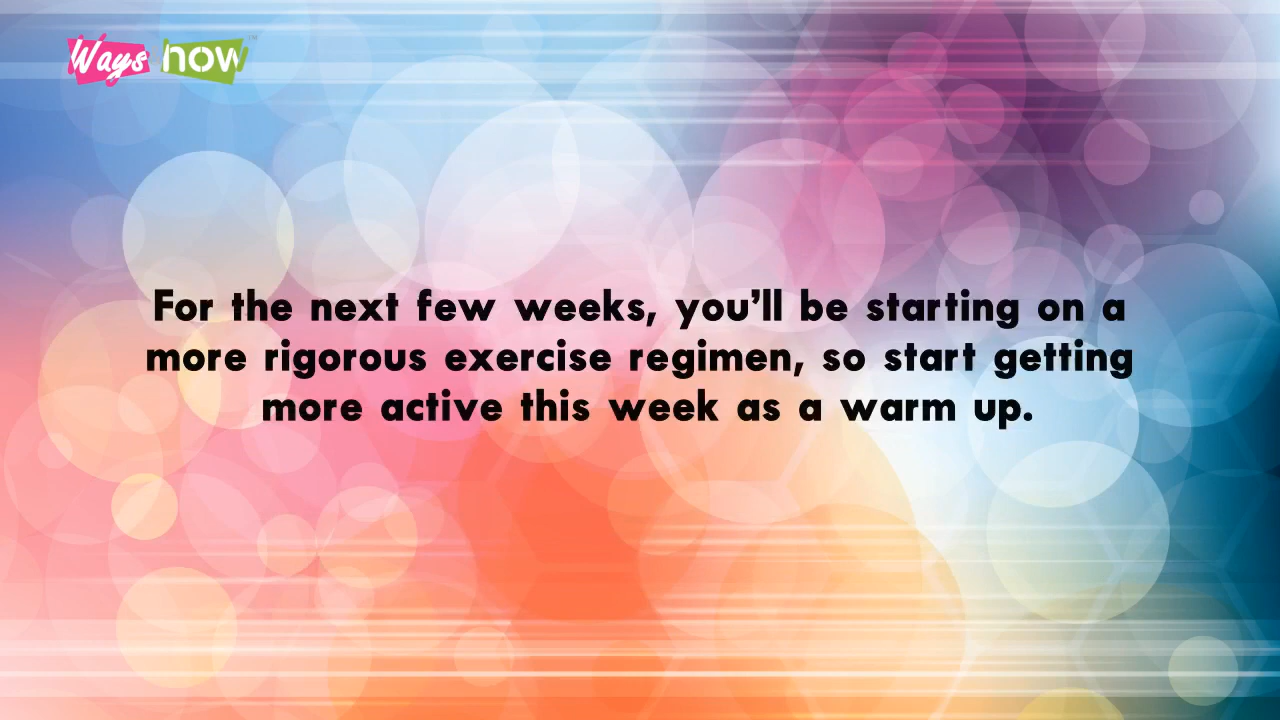 Ways now™
For the next few weeks, you'll be starting on a
more rigorous exercise regimen, so start getting
more active this week as a warm up.